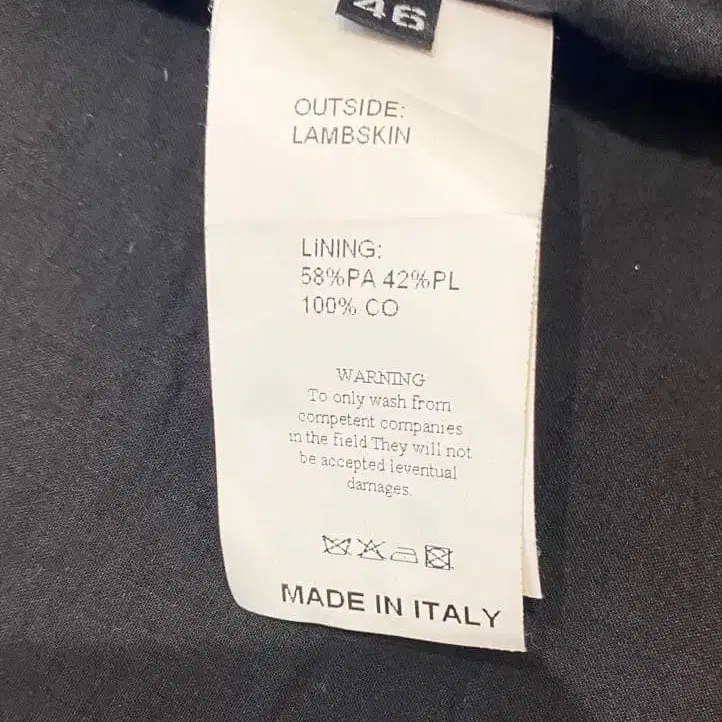 46
OUTSIDE:
LAMBSKIN
LINING:
58%PA 42%PL
100% CO
WARNING
To only wash from
competent companies
in the field They will not
be accepted leventual
damages.
MADE IN ITALY